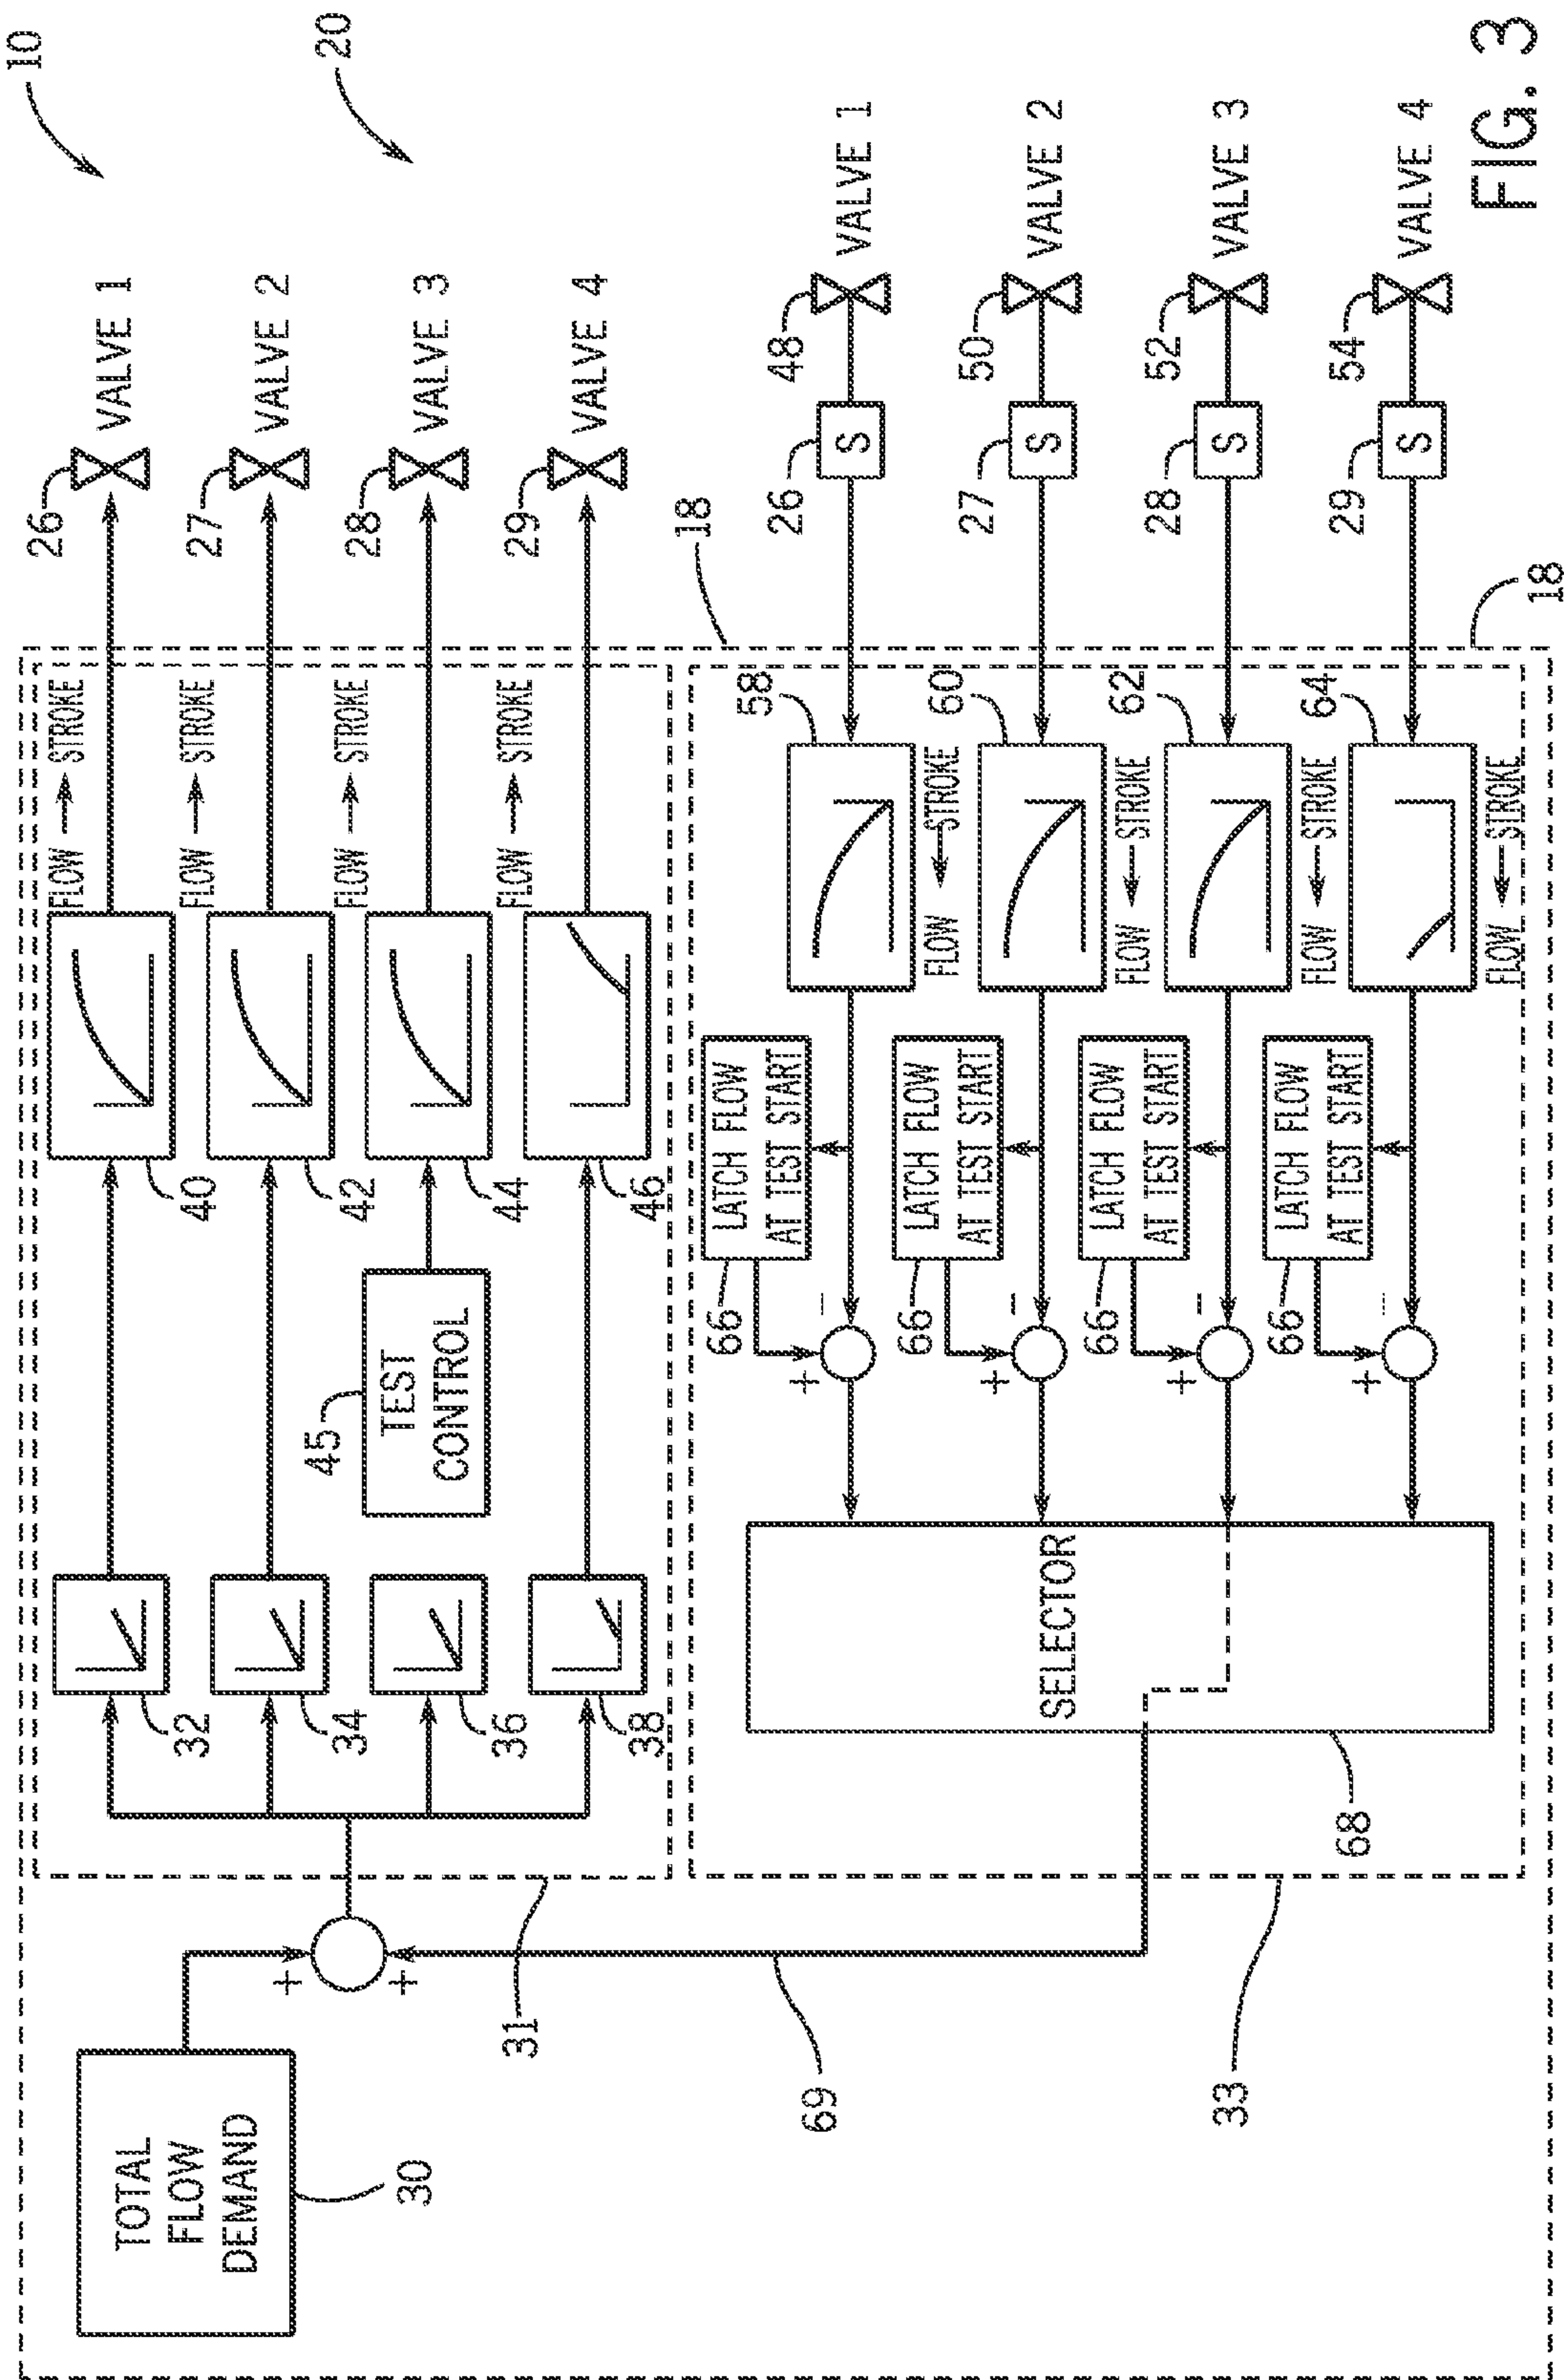 10
20
TOTAL
FLOW
DEMAND
30
31
32
34
36
38
45
TEST
CONTROL
40
42
44
46
FLOW STROKE
FLOW STROKE
FLOW STROKE
FLOW STROKE
26
VALVE 1
27
VALVE 2
28
VALVE 3
29
VALVE 4
18
69
33
68
SELECTOR
66
LATCH FLOW
AT TEST START
66
LATCH FLOW
AT TEST START
66
LATCH FLOW
AT TEST START
66
LATCH FLOW
AT TEST START
+
+
+
−
+
−
+
−
+
−
58
FLOW STROKE
60
FLOW STROKE
62
FLOW STROKE
64
FLOW STROKE
26
S
48
VALVE 1
27
S
50
VALVE 2
28
S
52
VALVE 3
29
S
54
VALVE 4
18
FIG. 3